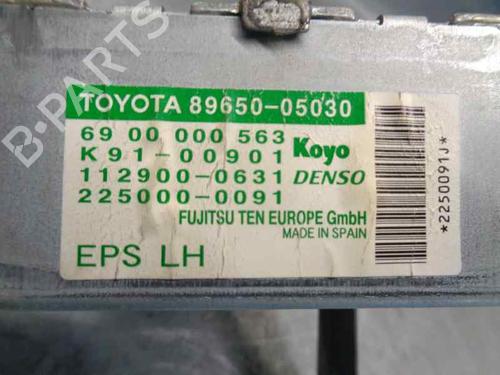 TOYOTA 89650-05030
69 00 000 563
K91-00901 Koyo
112900-0631 DENSO
225000-0091
FUJITSU TEN EUROPE GmbH
MADE IN SPAIN
EPS LH
*2250091J*
B-PARTS